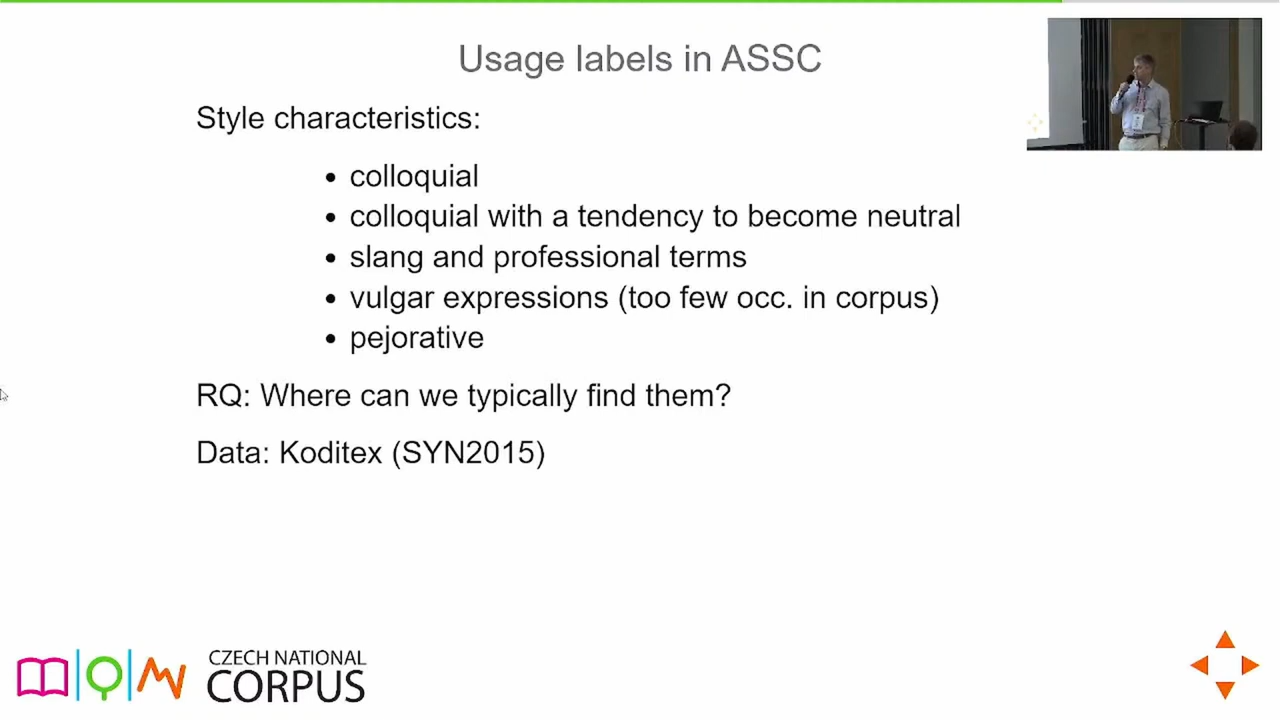 Usage labels in ASSC
Style characteristics:
colloquial
colloquial with a tendency to become neutral
slang and professional terms
vulgar expressions (too few occ. in corpus)
pejorative
RQ: Where can we typically find them?
Data: Koditex (SYN2015)
CZECH NATIONAL
CORPUS